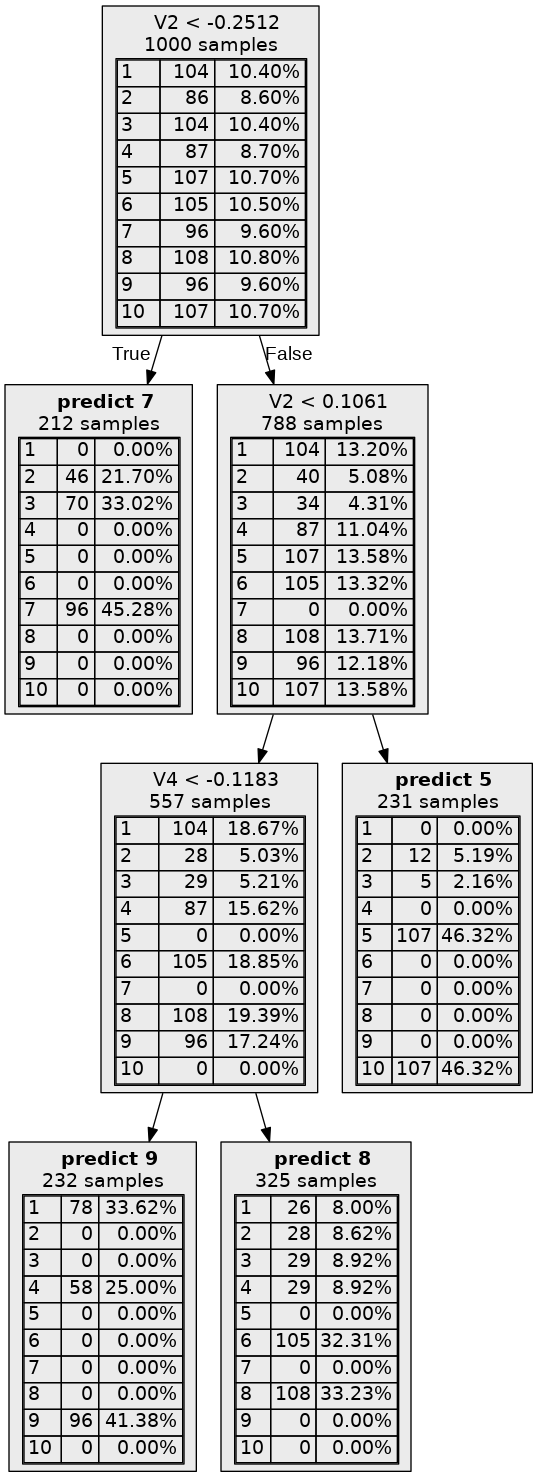 V2 < -0.2512
1000 samples
1 104 10.40%
2 86 8.60%
3 104 10.40%
4 87 8.70%
5 107 10.70%
6 105 10.50%
7 96 9.60%
8 108 10.80%
9 96 9.60%
10 107 10.70%
True
False
predict 7
212 samples
1 0 0.00%
2 46 21.70%
3 70 33.02%
4 0 0.00%
5 0 0.00%
6 0 0.00%
7 96 45.28%
8 0 0.00%
9 0 0.00%
10 0 0.00%
V2 < 0.1061
788 samples
1 104 13.20%
2 40 5.08%
3 34 4.31%
4 87 11.04%
5 107 13.58%
6 105 13.32%
7 0 0.00%
8 108 13.71%
9 96 12.18%
10 107 13.58%
V4 < -0.1183
557 samples
1 104 18.67%
2 28 5.03%
3 29 5.21%
4 87 15.62%
5 0 0.00%
6 105 18.85%
7 0 0.00%
8 108 19.39%
9 96 17.24%
10 0 0.00%
predict 5
231 samples
1 0 0.00%
2 12 5.19%
3 5 2.16%
4 0 0.00%
5 107 46.32%
6 0 0.00%
7 0 0.00%
8 0 0.00%
9 0 0.00%
10 107 46.32%
predict 9
232 samples
1 78 33.62%
2 0 0.00%
3 0 0.00%
4 58 25.00%
5 0 0.00%
6 0 0.00%
7 0 0.00%
8 0 0.00%
9 96 41.38%
10 0 0.00%
predict 8
325 samples
1 26 8.00%
2 28 8.62%
3 29 8.92%
4 29 8.92%
5 0 0.00%
6 105 32.31%
7 0 0.00%
8 108 33.23%
9 0 0.00%
10 0 0.00%